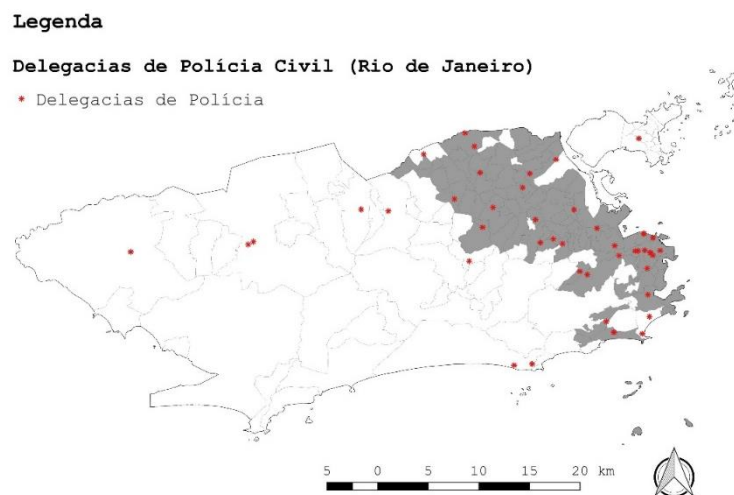 Legenda
Delegacias de Polícia Civil (Rio de Janeiro)
* Delegacias de Polícia
5 0 5 10 15 20 km